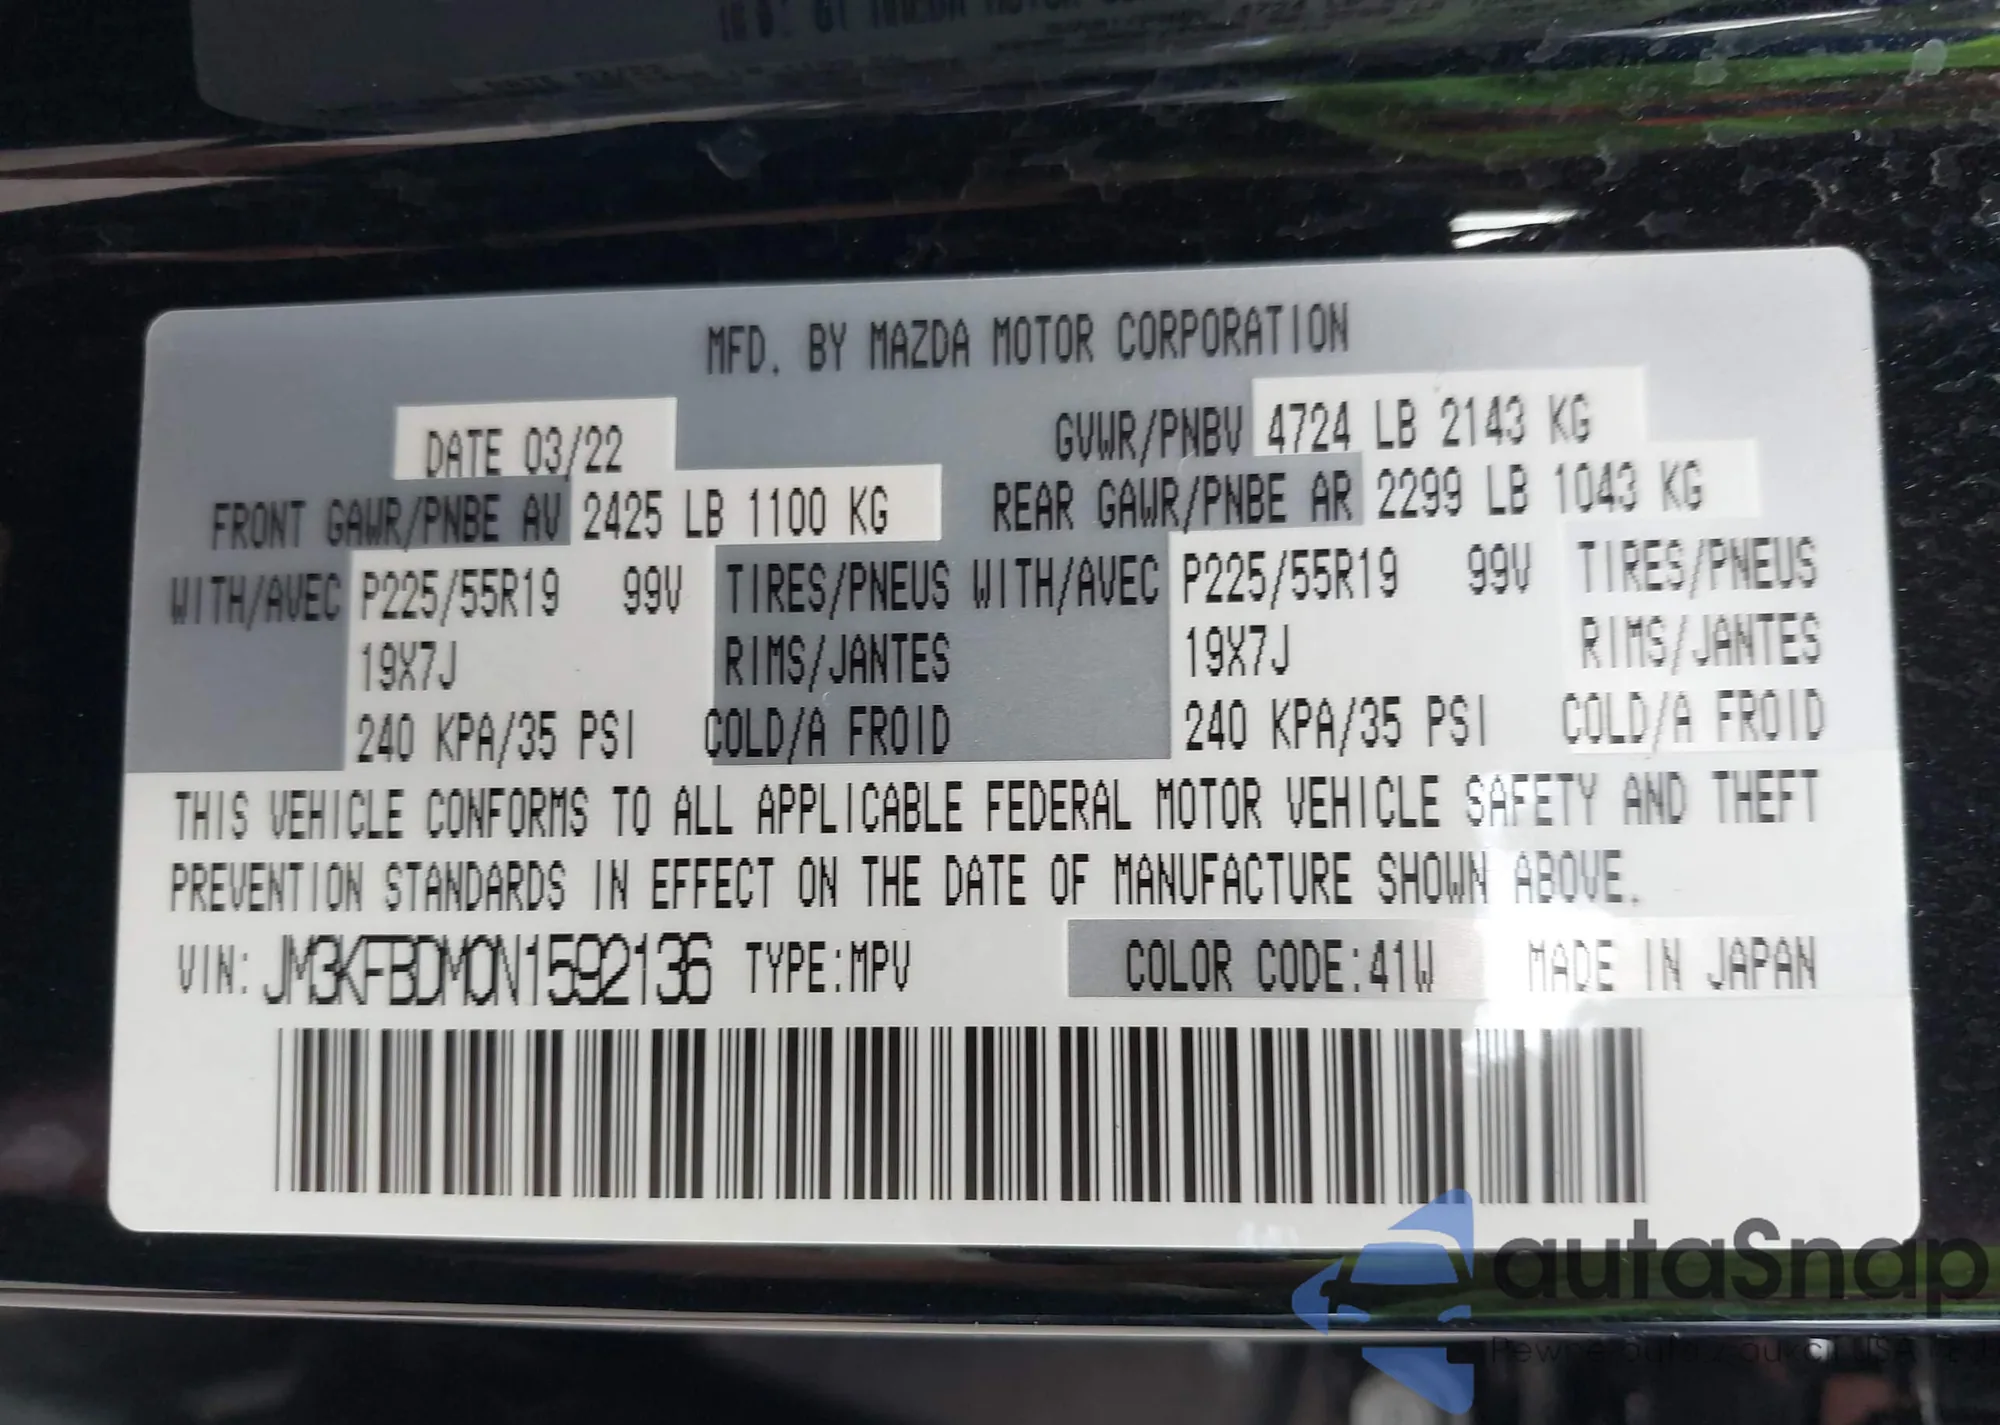 MFD. BY MAZDA MOTOR CORPORATION
DATE 03/22 GVWR/PNBV 4724 LB 2143 KG
FRONT GAWR/PNBE AV 2425 LB 1100 KG REAR GAWR/PNBE AR 2299 LB 1043 KG
WITH/AVEC P225/55R19 99V TIRES/PNEUS WITH/AVEC P225/55R19 99V TIRES/PNEUS
19X7J RIMS/JANTES 19X7J RIMS/JANTES
240 KPA/35 PSI COLD/A FROID 240 KPA/35 PSI COLD/A FROID
THIS VEHICLE CONFORMS TO ALL APPLICABLE FEDERAL MOTOR VEHICLE SAFETY AND THEFT
PREVENTION STANDARDS IN EFFECT ON THE DATE OF MANUFACTURE SHOWN ABOVE.
VIN: JM3KFBDM0N1592136 TYPE:MPV COLOR CODE:41W MADE IN JAPAN
autaSnap
Pewne auta z aukcji USA